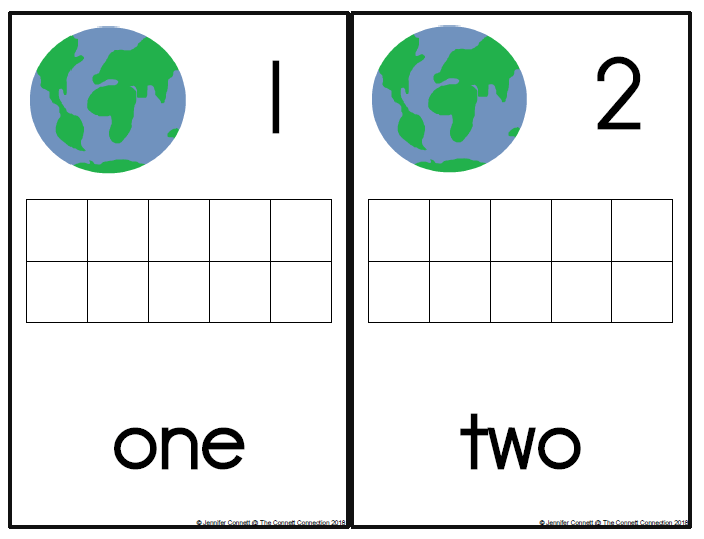 1
one
© Jennifer Connett @ The Connett Connection 2018
2
two
© Jennifer Connett @ The Connett Connection 2018